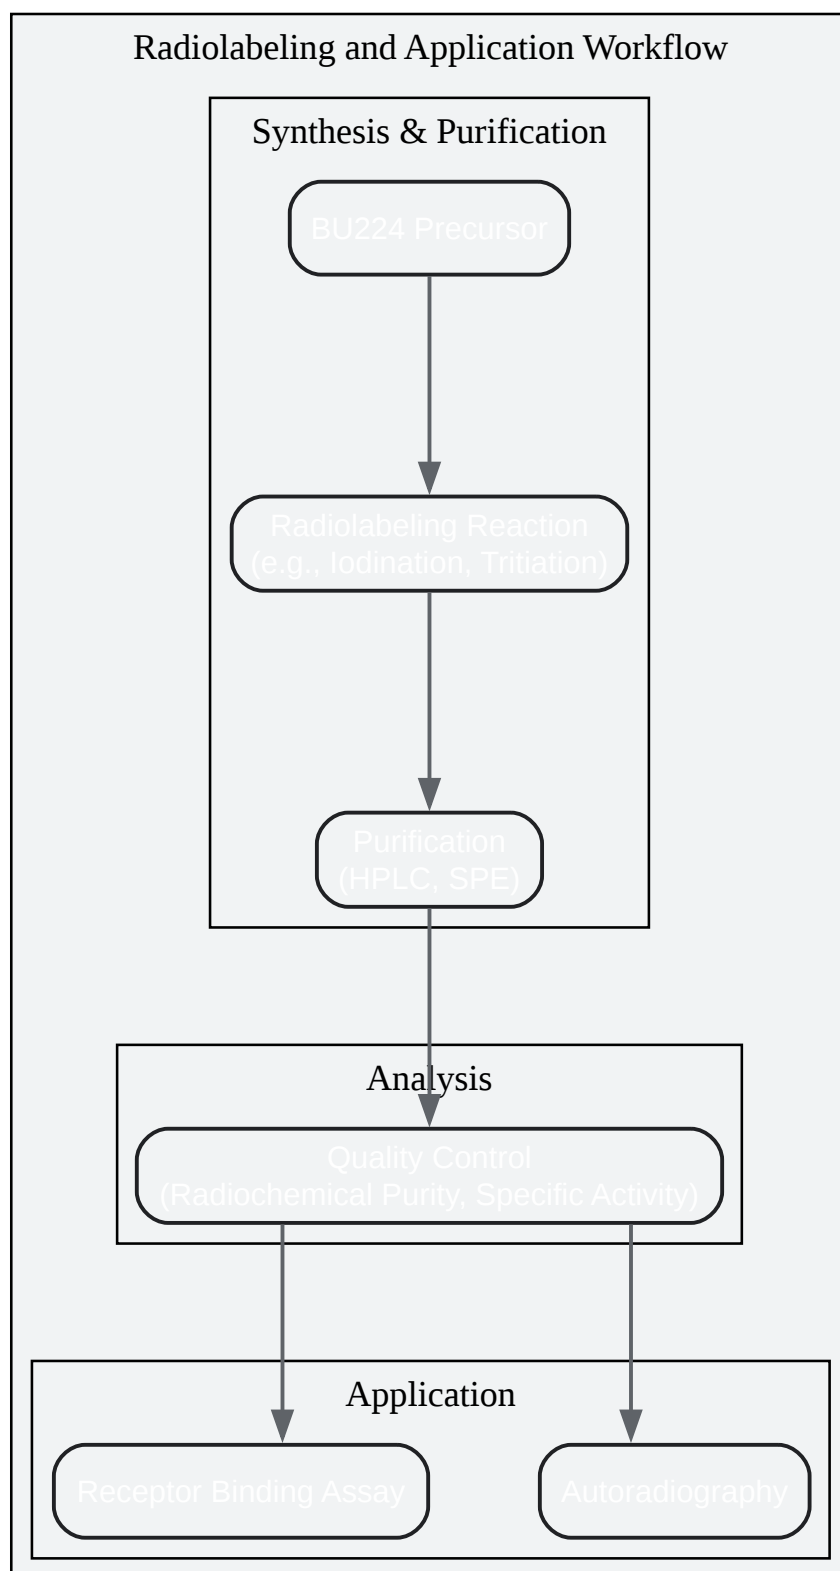 Radiolabeling and Application Workflow
Synthesis & Purification
BU224 Precursor
Radiolabeling Reaction
(e.g., Iodination, Tritiation)
Purification
(HPLC, SPE)
Analysis
Quality Control
(Radiochemical Purity, Specific Activity)
Application
Receptor Binding Assay
Autoradiography